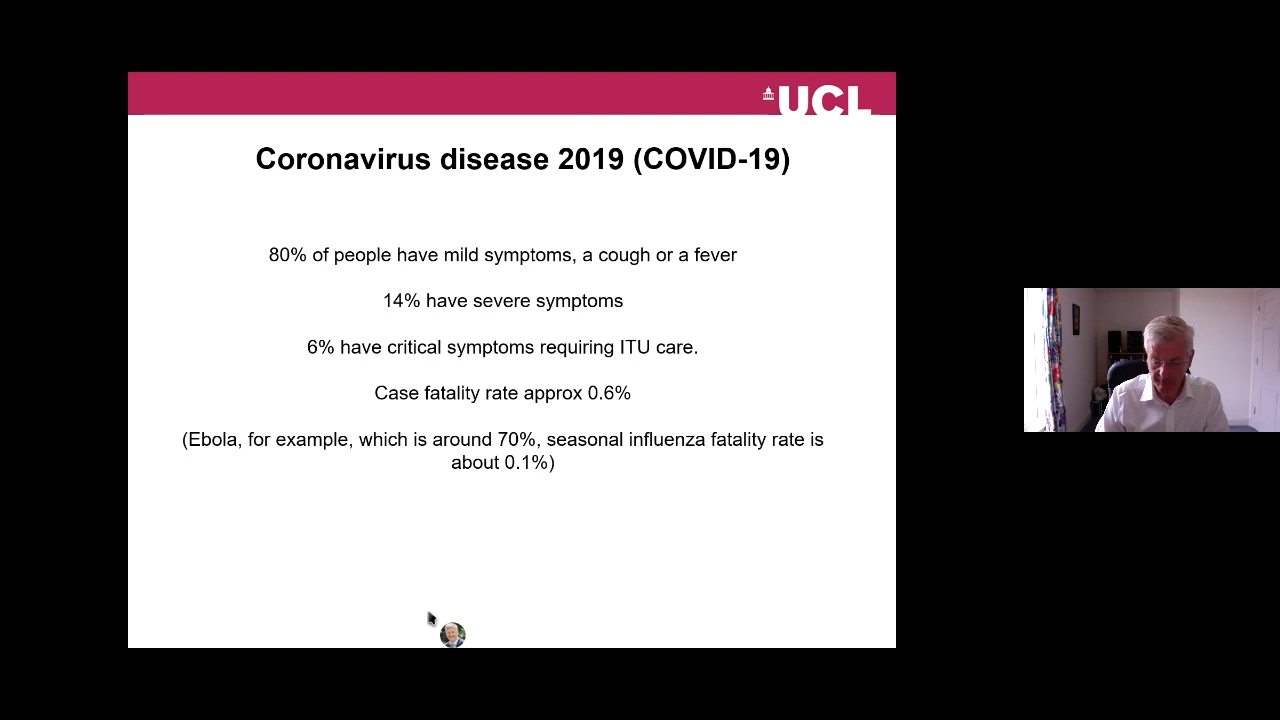 UCL
Coronavirus disease 2019 (COVID-19)
80% of people have mild symptoms, a cough or a fever
14% have severe symptoms
6% have critical symptoms requiring ITU care.
Case fatality rate approx 0.6%
(Ebola, for example, which is around 70%, seasonal influenza fatality rate is
about 0.1%)